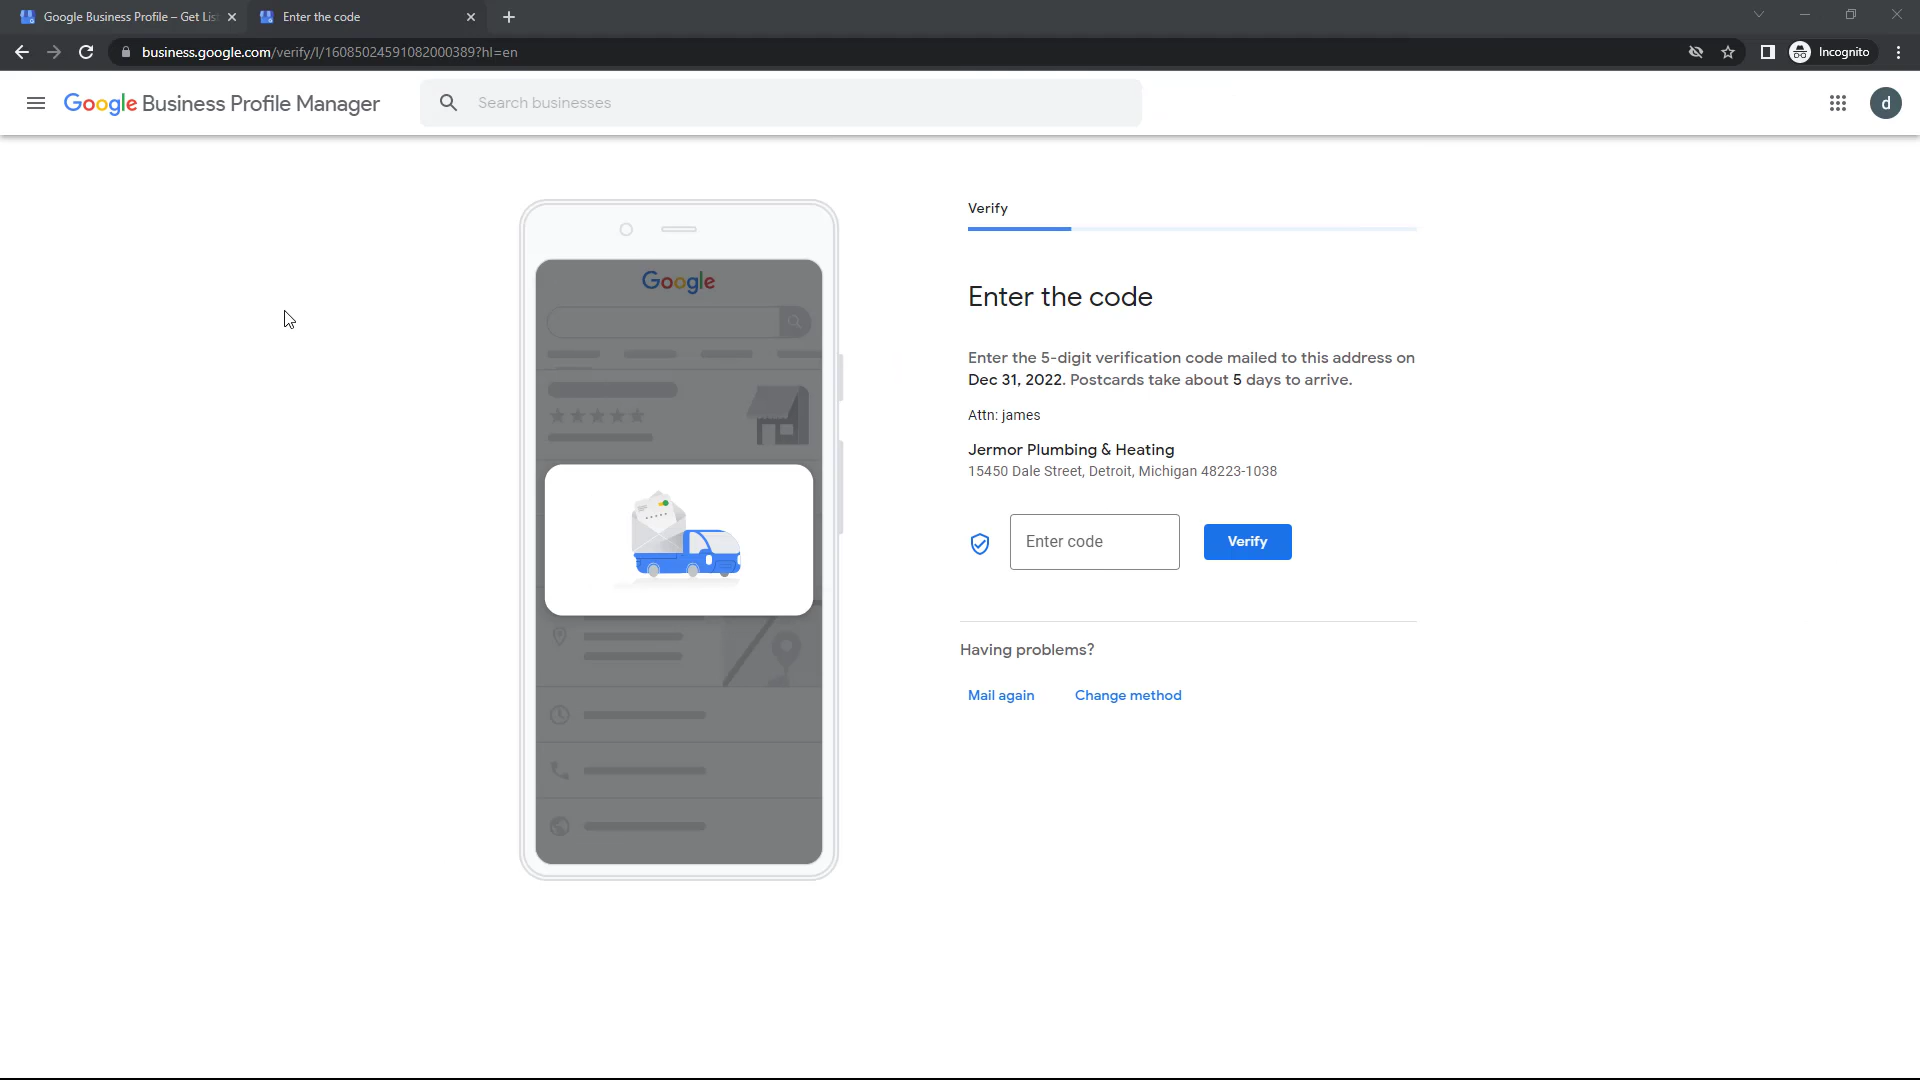 Google Business Profile – Get Lis
Enter the code
business.google.com/verify/l/16085024591082000389?hl=en
Incognito
Google Business Profile Manager
Search businesses
d
Google
Verify
Enter the code
Enter the 5-digit verification code mailed to this address on
Dec 31, 2022. Postcards take about 5 days to arrive.
Attn: james
Jermor Plumbing & Heating
15450 Dale Street, Detroit, Michigan 48223-1038
Enter code
Verify
Having problems?
Mail again
Change method